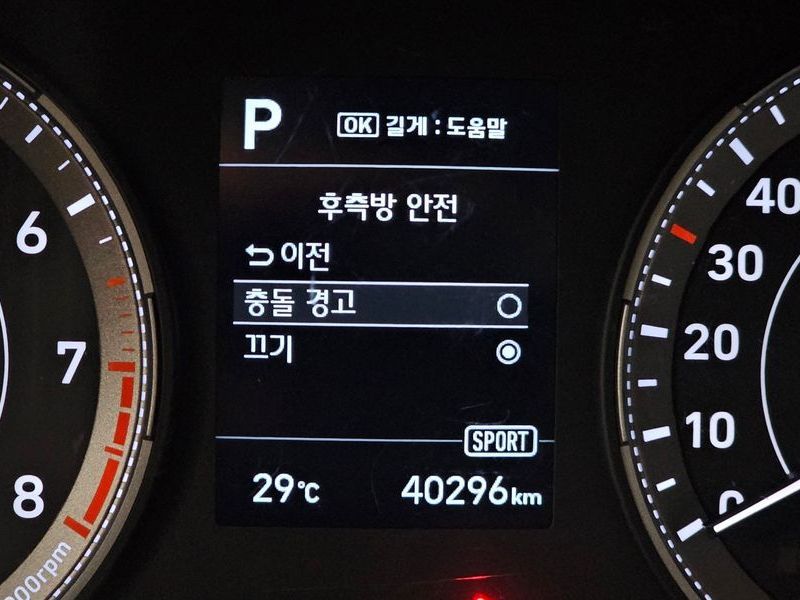 P
OK 길게 : 도움말
후측방 안전
이전
충돌 경고
끄기
SPORT
29℃ 40296km
6
7
8
40
30
20
10
0